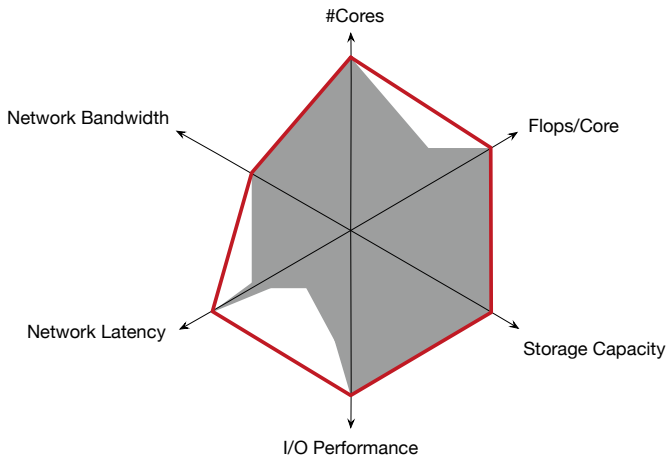 #Cores
Network Bandwidth
Flops/Core
Network Latency
Storage Capacity
I/O Performance